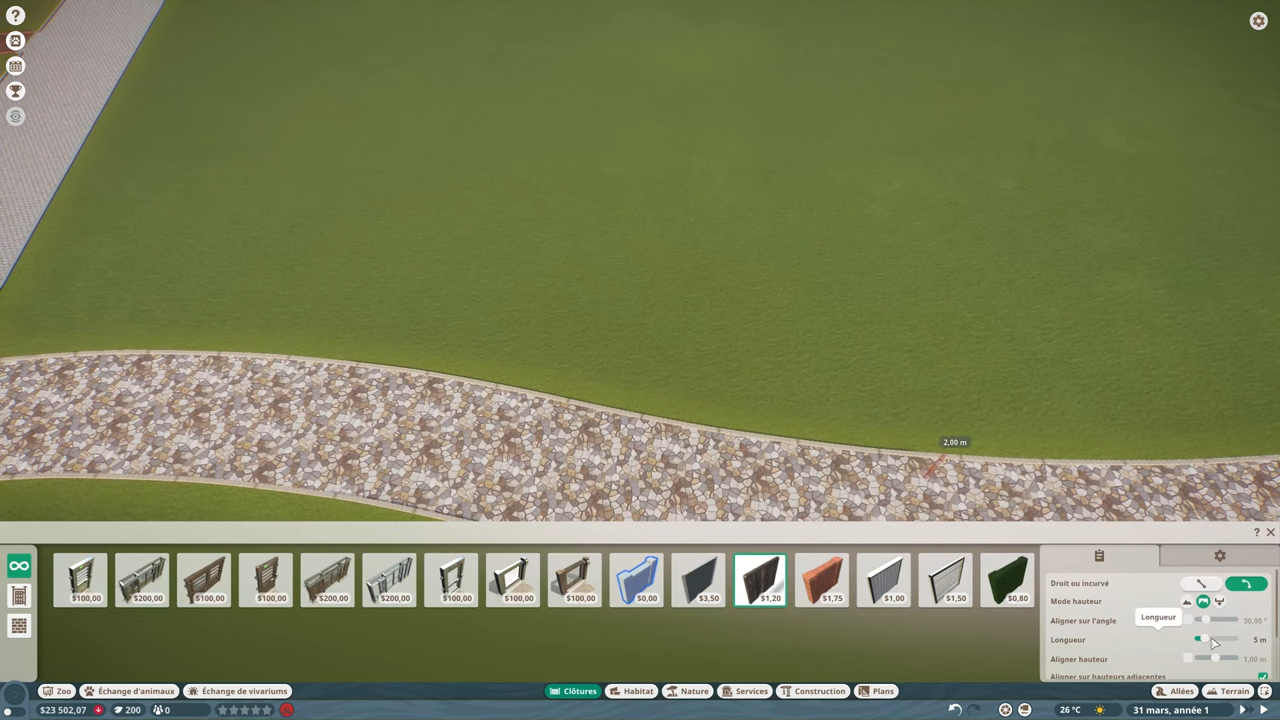 ?
2,00 m
?
$100,00 $200,00 $100,00 $100,00 $200,00 $200,00 $100,00 $100,00 $100,00 $0,00 $3,50 $1,20 $1,75 $1,00 $1,50 $0,80
Droit ou incurvé
Mode hauteur
Longueur
Aligner sur l'angle 30,00 °
Longueur 5 m
Aligner hauteur 1,00 m
Aligner sur hauteurs adjacentes
Zoo Échange d'animaux Échange de vivariums Clôtures Habitat Nature Services Construction Plans Allées Terrain
$23 502,07 200 0 26 °C 31 mars, année 1